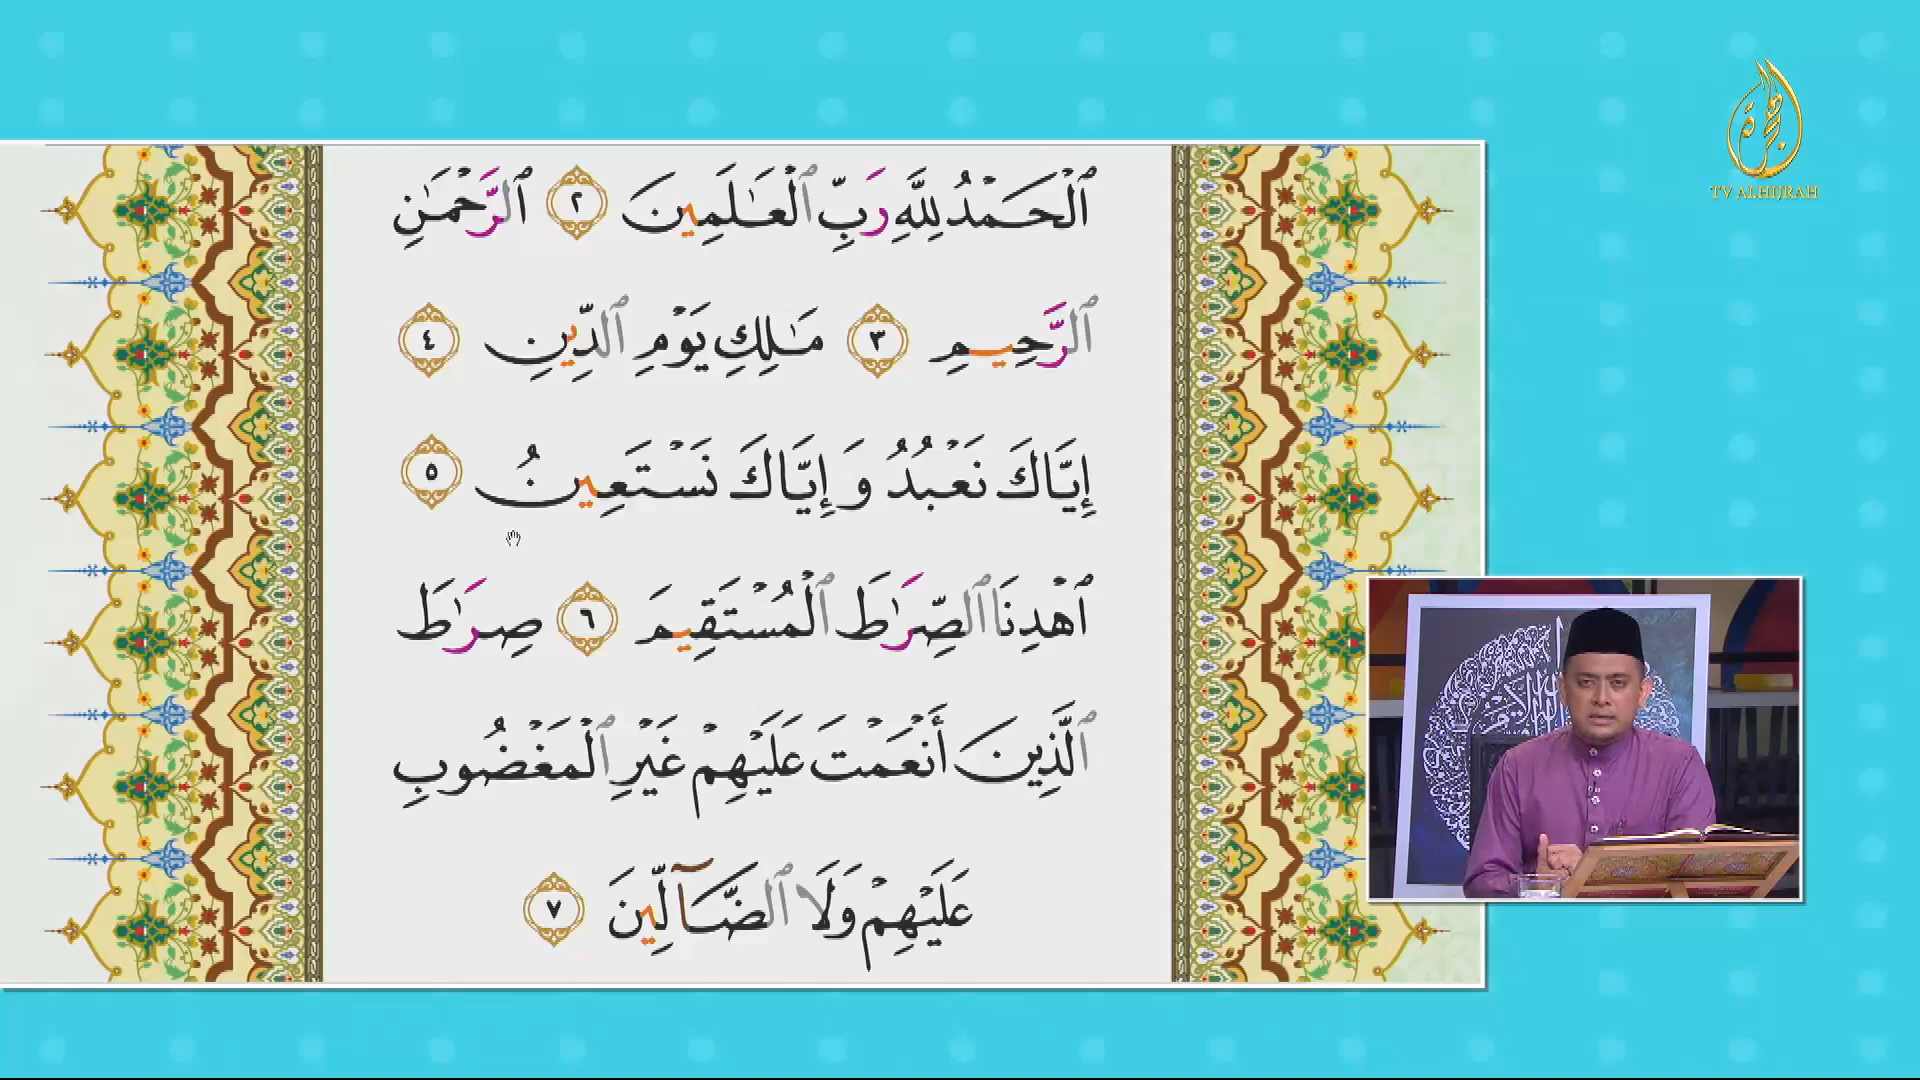 ٱلْحَمْدُ لِلَّهِ رَبِّ ٱلْعَٰلَمِينَ ٢ ٱلرَّحْمَٰنِ
ٱلرَّحِيمِ ٣ مَٰلِكِ يَوْمِ ٱلدِّينِ ٤
إِيَّاكَ نَعْبُدُ وَإِيَّاكَ نَسْتَعِينُ ٥
ٱهْدِنَا ٱلصِّرَٰطَ ٱلْمُسْتَقِيمَ ٦ صِرَٰطَ
ٱلَّذِينَ أَنْعَمْتَ عَلَيْهِمْ غَيْرِ ٱلْمَغْضُوبِ
عَلَيْهِمْ وَلَا ٱلضَّآلِّينَ ٧
TV ALHIJRAH